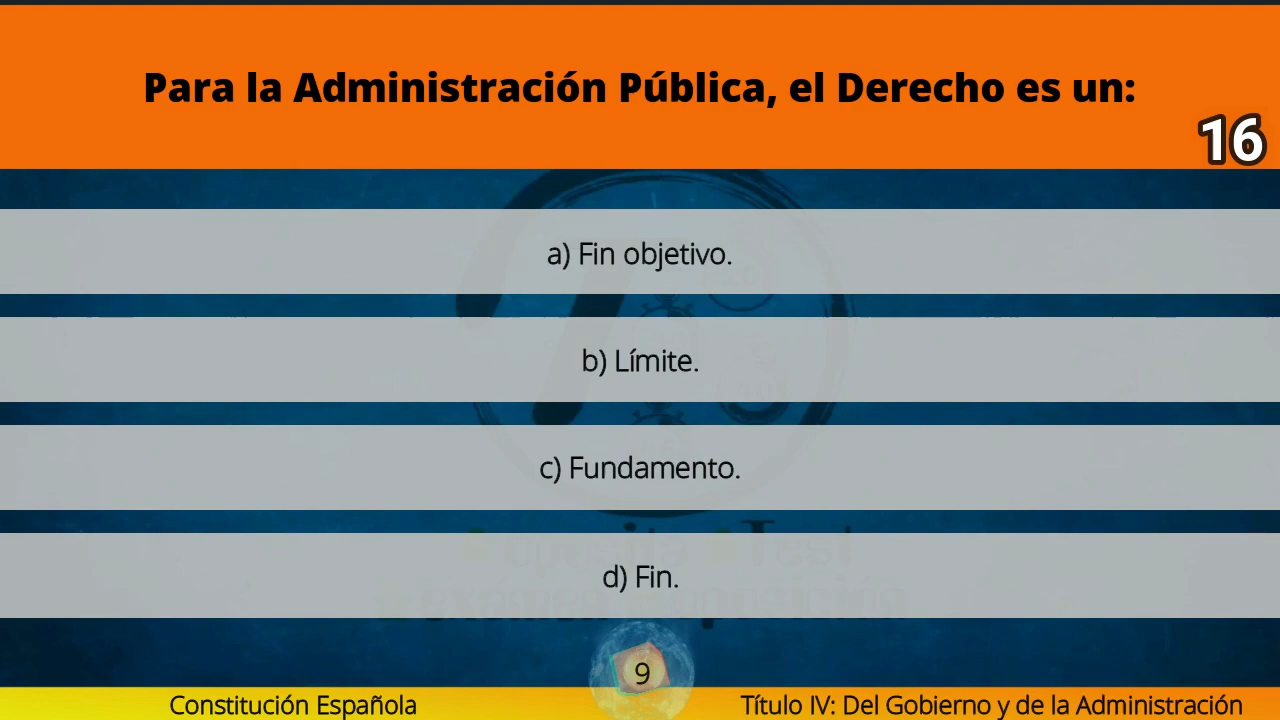 Para la Administración Pública, el Derecho es un:
16
a) Fin objetivo.
b) Límite.
c) Fundamento.
d) Fin.
9
Constitución Española
Título IV: Del Gobierno y de la Administración